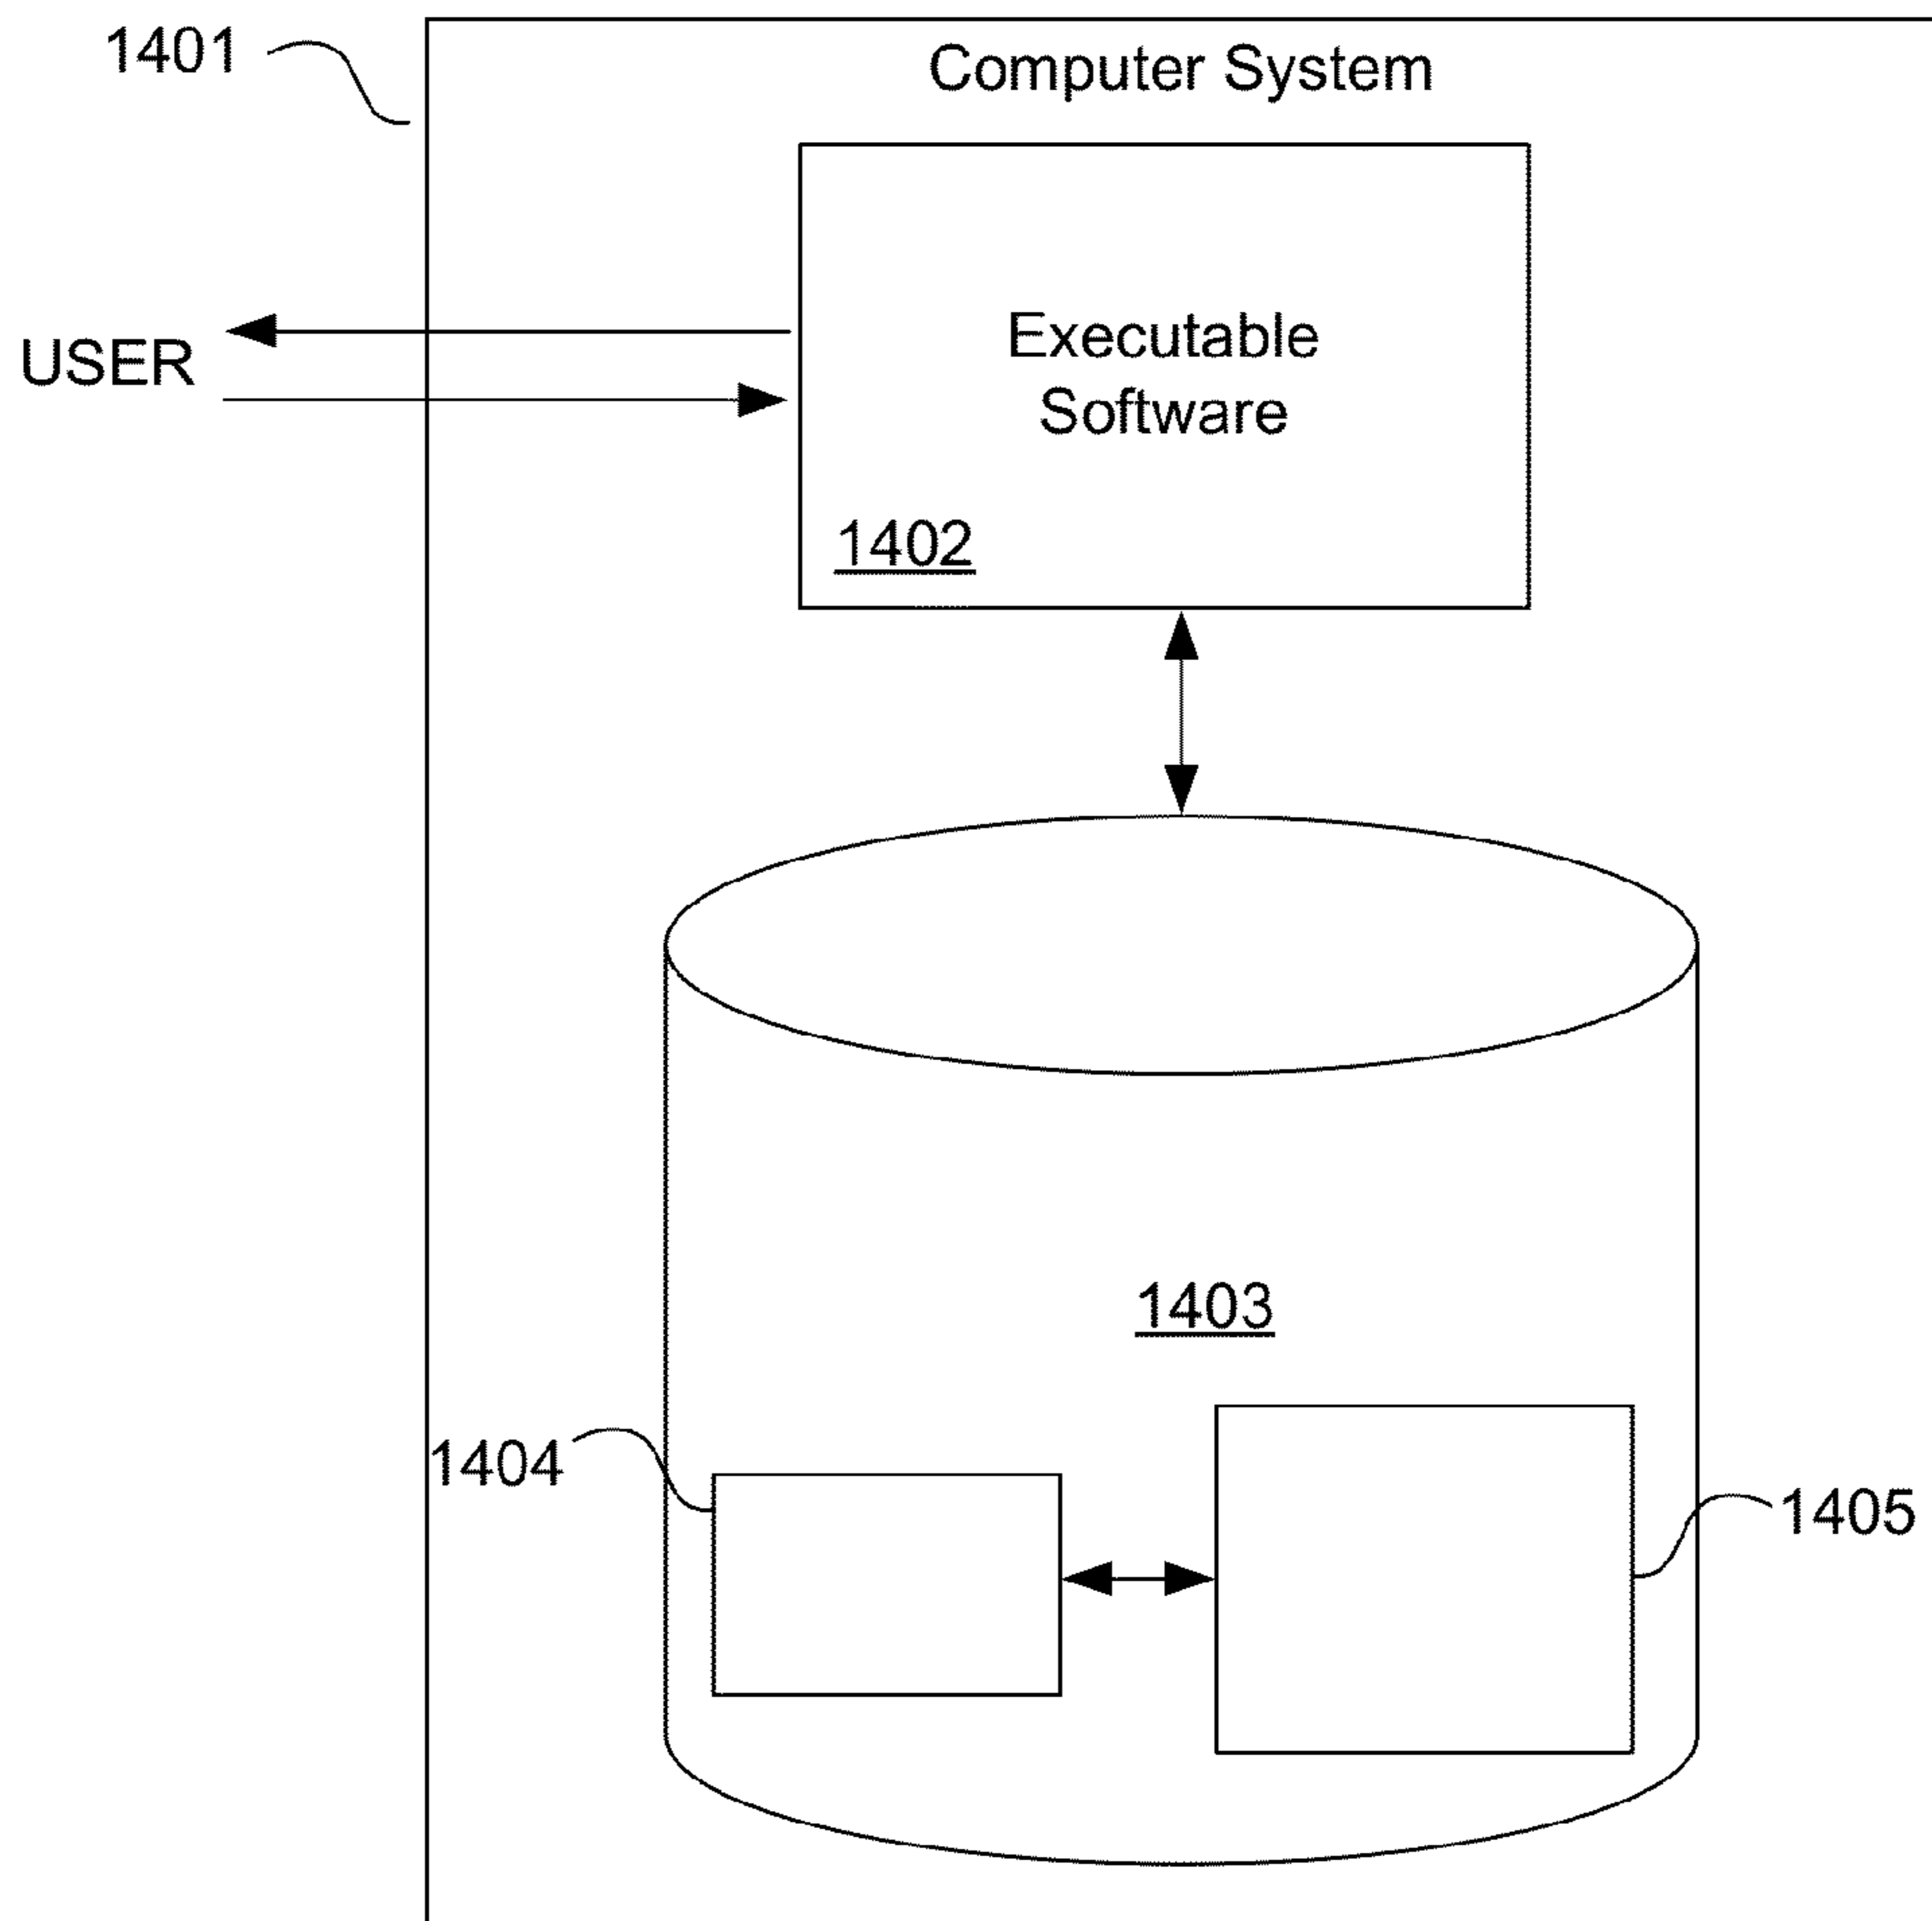 1401
Computer System
USER
Executable
Software
1402
1403
1404
1405